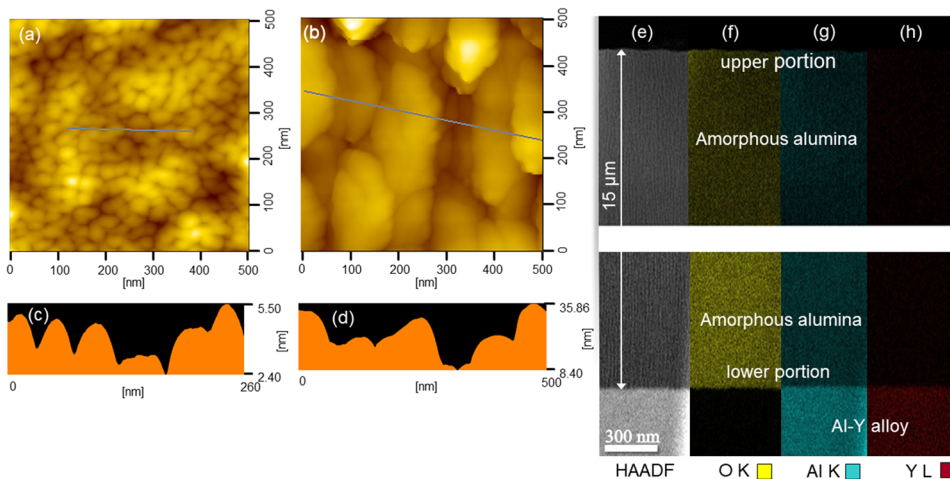 (a)
500
400
300
200
100
0
[nm]
0 100 200 300 400 500
[nm]
(b)
500
400
300
200
100
0
[nm]
0 100 200 300 400 500
[nm]
(c)
5.50
[nm]
2.40
0 260
nm
(d)
35.86
[nm]
8.40
0 500
nm
(e) (f) (g) (h)
upper portion
Amorphous alumina
15 µm
Amorphous alumina
lower portion
Al-Y alloy
300 nm
HAADF O K Al K Y L